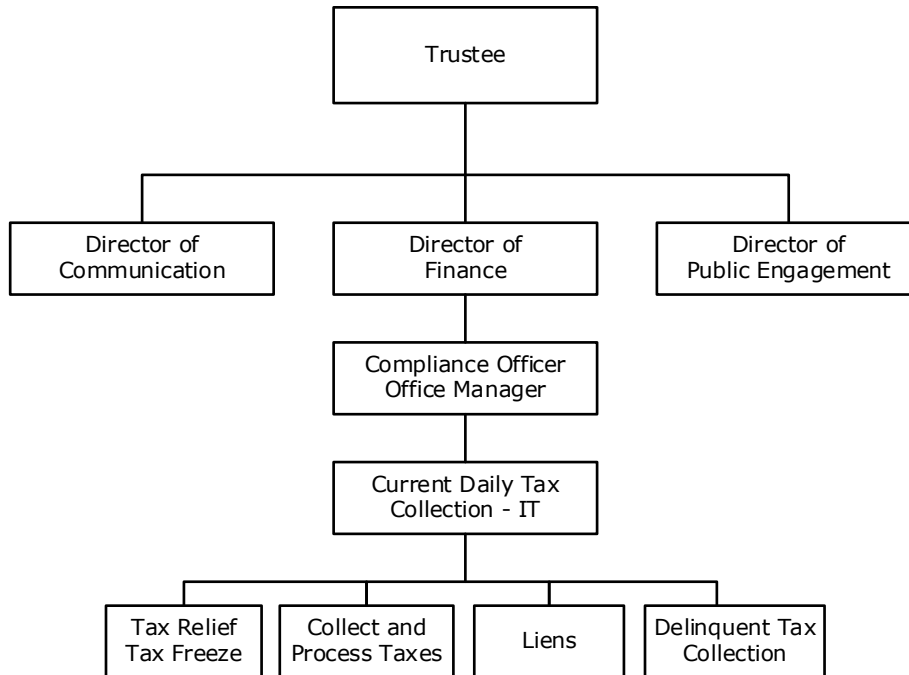 Trustee
Director of
Communication
Director of
Finance
Director of
Public Engagement
Compliance Officer
Office Manager
Current Daily Tax
Collection - IT
Tax Relief
Tax Freeze
Collect and
Process Taxes
Liens
Delinquent Tax
Collection